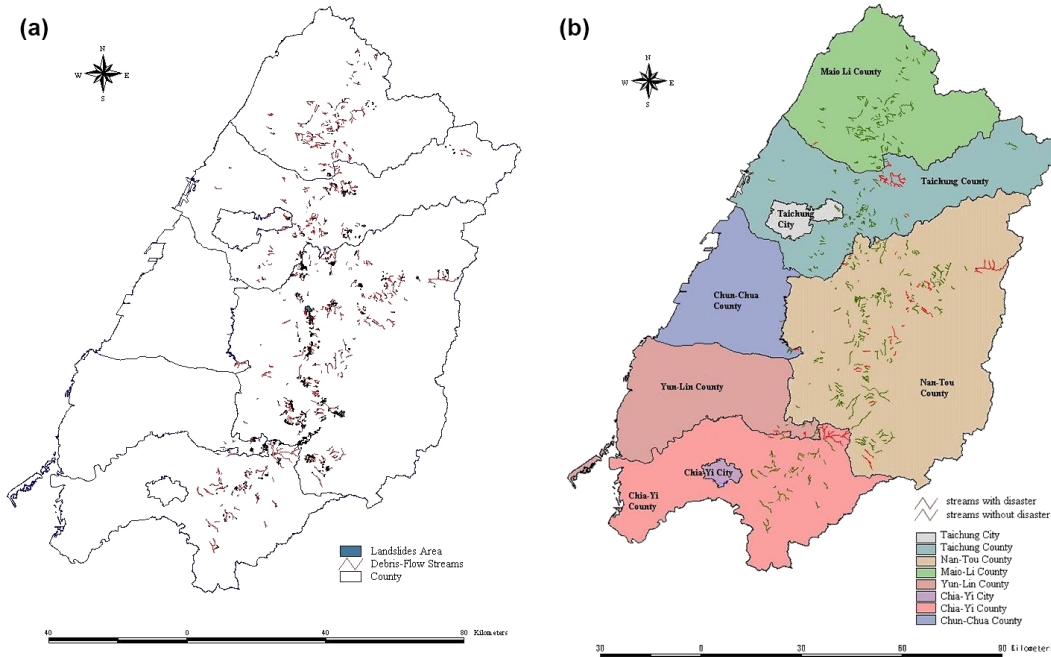 (a)
N
W E
S
Landslides Area
Debris-Flow Streams
County
40 0 40 80 Kilometers
(b)
N
W E
S
Maio Li County
Taichung County
Taichung
City
Chun-Chua
County
Nan-Tou
County
Yun-Lin County
Chia-Yi City
Chia-Yi
County
streams with disaster
streams without disaster
Taichung City
Taichung County
Nan-Tou County
Maio-Li County
Yun-Lin County
Chia-Yi City
Chia-Yi County
Chun-Chua County
30 0 30 60 90 Kilometer